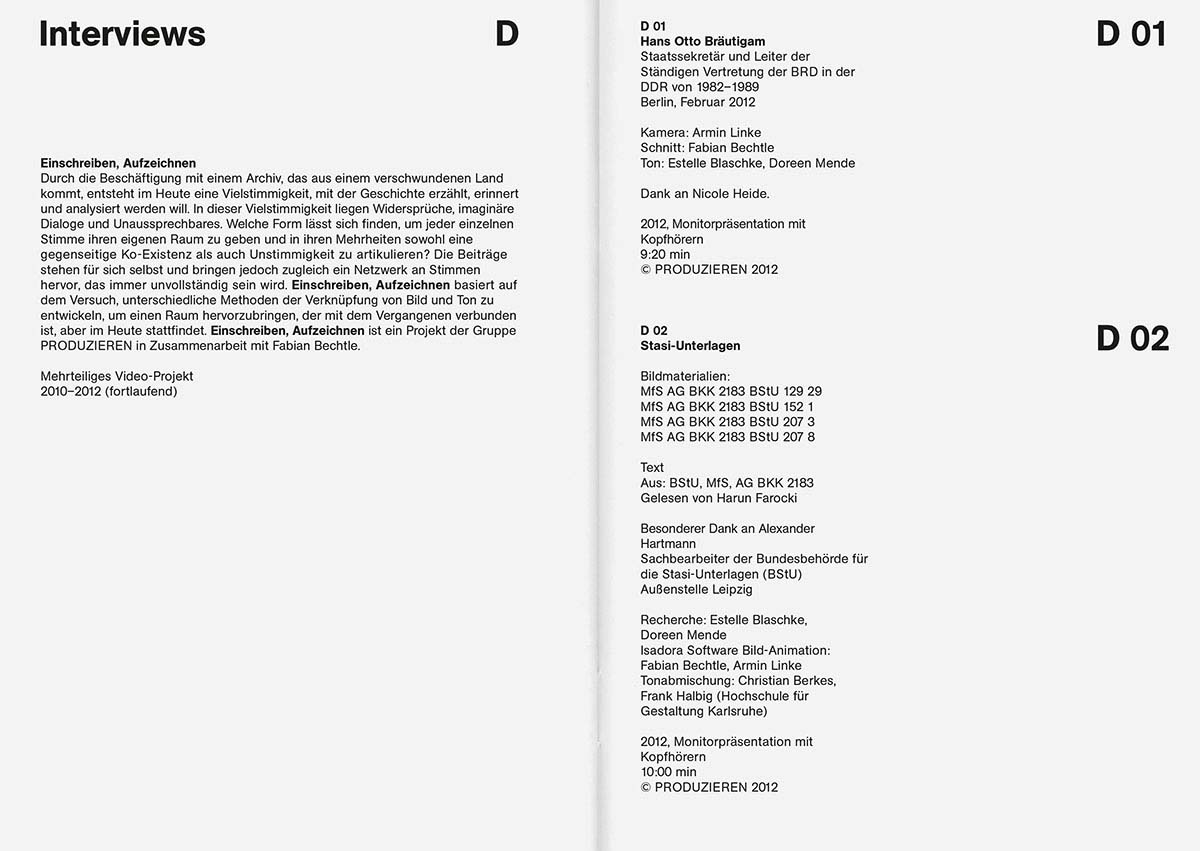 Interviews
D
Einschreiben, Aufzeichnen
Durch die Beschäftigung mit einem Archiv, das aus einem verschwundenen Land
kommt, entsteht im Heute eine Vielstimmigkeit, mit der Geschichte erzählt, erinnert
und analysiert werden will. In dieser Vielstimmigkeit liegen Widersprüche, imaginäre
Dialoge und Unaussprechbares. Welche Form lässt sich finden, um jeder einzelnen
Stimme ihren eigenen Raum zu geben und in ihren Mehrheiten sowohl eine
gegenseitige Ko-Existenz als auch Unstimmigkeit zu artikulieren? Die Beiträge
stehen für sich selbst und bringen jedoch zugleich ein Netzwerk an Stimmen
hervor, das immer unvollständig sein wird. Einschreiben, Aufzeichnen basiert auf
dem Versuch, unterschiedliche Methoden der Verknüpfung von Bild und Ton zu
entwickeln, um einen Raum hervorzubringen, der mit dem Vergangenen verbunden
ist, aber im Heute stattfindet. Einschreiben, Aufzeichnen ist ein Projekt der Gruppe
PRODUZIEREN in Zusammenarbeit mit Fabian Bechtle.
Mehrteiliges Video-Projekt
2010–2012 (fortlaufend)
D 01
D 01
Hans Otto Bräutigam
Staatssekretär und Leiter der
Ständigen Vertretung der BRD in der
DDR von 1982–1989
Berlin, Februar 2012
Kamera: Armin Linke
Schnitt: Fabian Bechtle
Ton: Estelle Blaschke, Doreen Mende
Dank an Nicole Heide.
2012, Monitorpräsentation mit
Kopfhörern
9:20 min
© PRODUZIEREN 2012
D 02
D 02
Stasi-Unterlagen
Bildmaterialien:
MfS AG BKK 2183 BStU 129 29
MfS AG BKK 2183 BStU 152 1
MfS AG BKK 2183 BStU 207 3
MfS AG BKK 2183 BStU 207 8
Text
Aus: BStU, MfS, AG BKK 2183
Gelesen von Harun Farocki
Besonderer Dank an Alexander
Hartmann
Sachbearbeiter der Bundesbehörde für
die Stasi-Unterlagen (BStU)
Außenstelle Leipzig
Recherche: Estelle Blaschke,
Doreen Mende
Isadora Software Bild-Animation:
Fabian Bechtle, Armin Linke
Tonabmischung: Christian Berkes,
Frank Halbig (Hochschule für
Gestaltung Karlsruhe)
2012, Monitorpräsentation mit
Kopfhörern
10:00 min
© PRODUZIEREN 2012